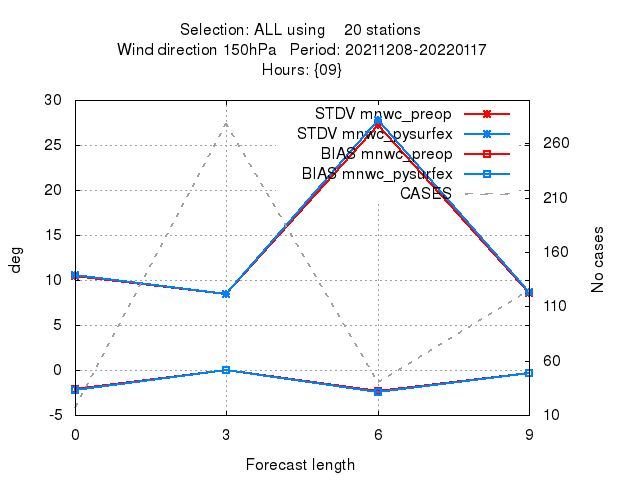 Selection: ALL using    20 stations
Wind direction 150hPa   Period: 20211208-20220117
Hours: {09}
STDV mnwc_preop
STDV mnwc_pysurfex
BIAS mnwc_preop
BIAS mnwc_pysurfex
CASES
30
25
20
15
10
5
0
-5
deg
260
210
160
110
60
10
No cases
0 3 6 9
Forecast length